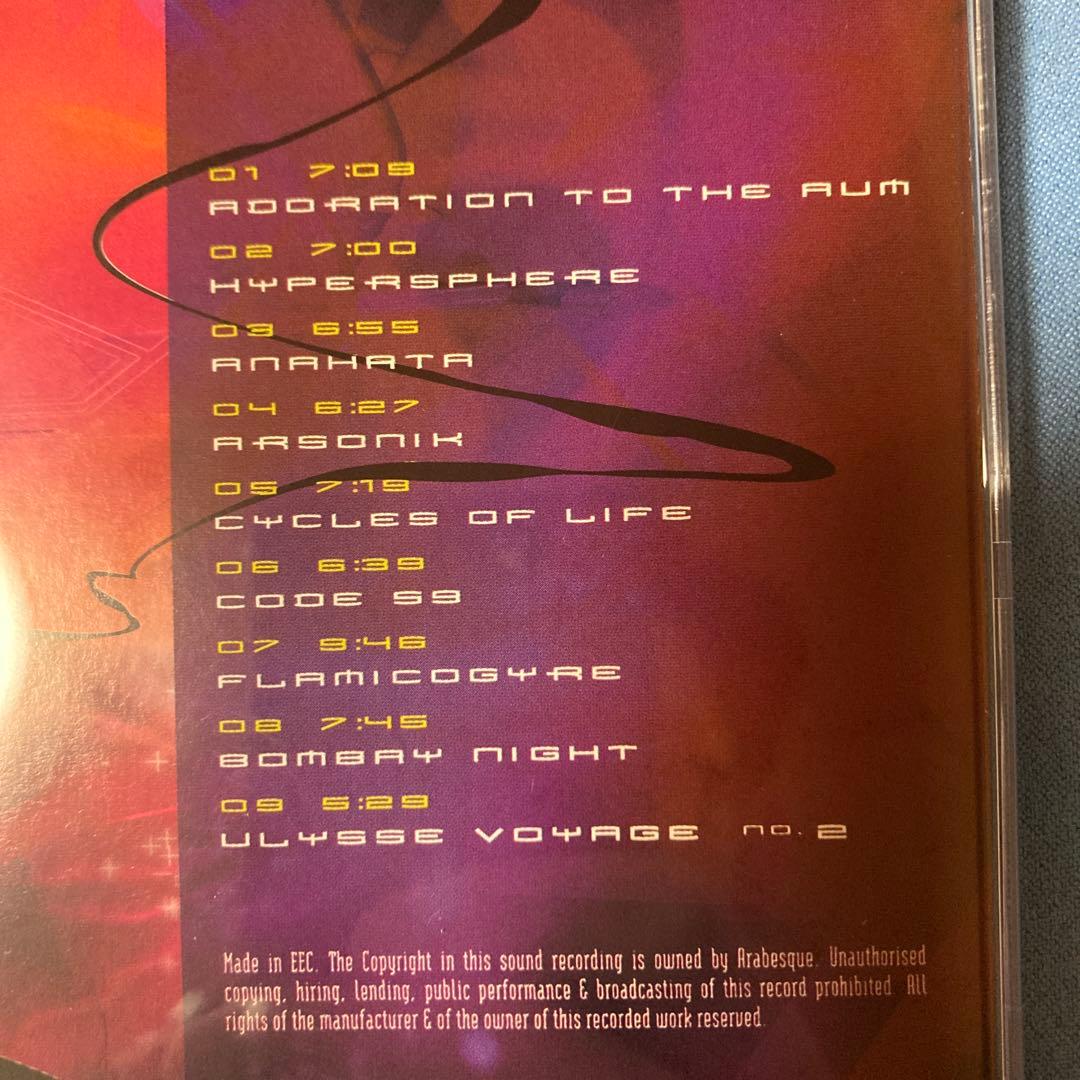 01 7:09
ADORATION TO THE AUM
02 7:00
HYPERSPHERE
03 6:55
ANAHATA
04 6:27
ARSONIK
05 7:19
CYCLES OF LIFE
06 6:39
CODE S9
07 9:46
FLAMICOGYRE
08 7:45
BOMBAY NIGHT
09 5:29
ULYSSE VOYAGE no. 2
Made in EEC. The Copyright in this sound recording is owned by Arabesque. Unauthorised
copying, hiring, lending, public performance & broadcasting of this record prohibited. All
rights of the manufacturer & of the owner of this recorded work reserved.